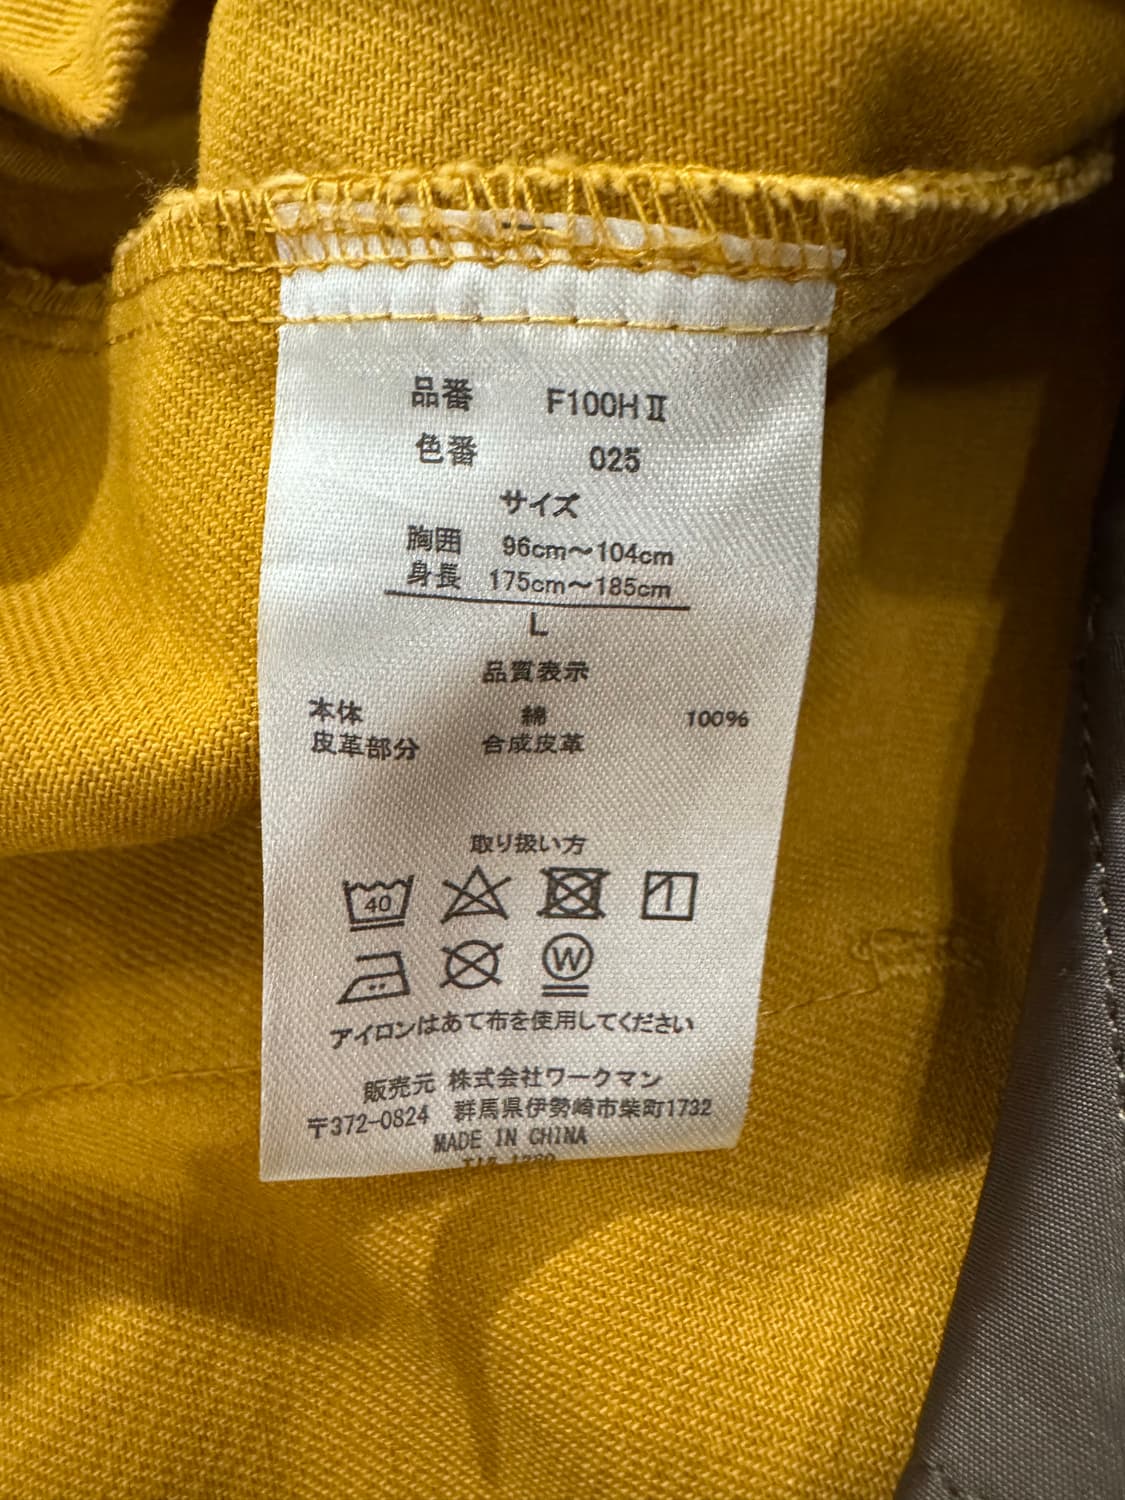 品番 F100HⅡ
色番 025
サイズ
胸囲 96cm～104cm
身長 175cm～185cm
L
品質表示
本体 綿 100%
皮革部分 合成皮革
取り扱い方
40
W
アイロンはあて布を使用してください
販売元 株式会社ワークマン
〒372-0824 群馬県伊勢崎市柴町1732
MADE IN CHINA